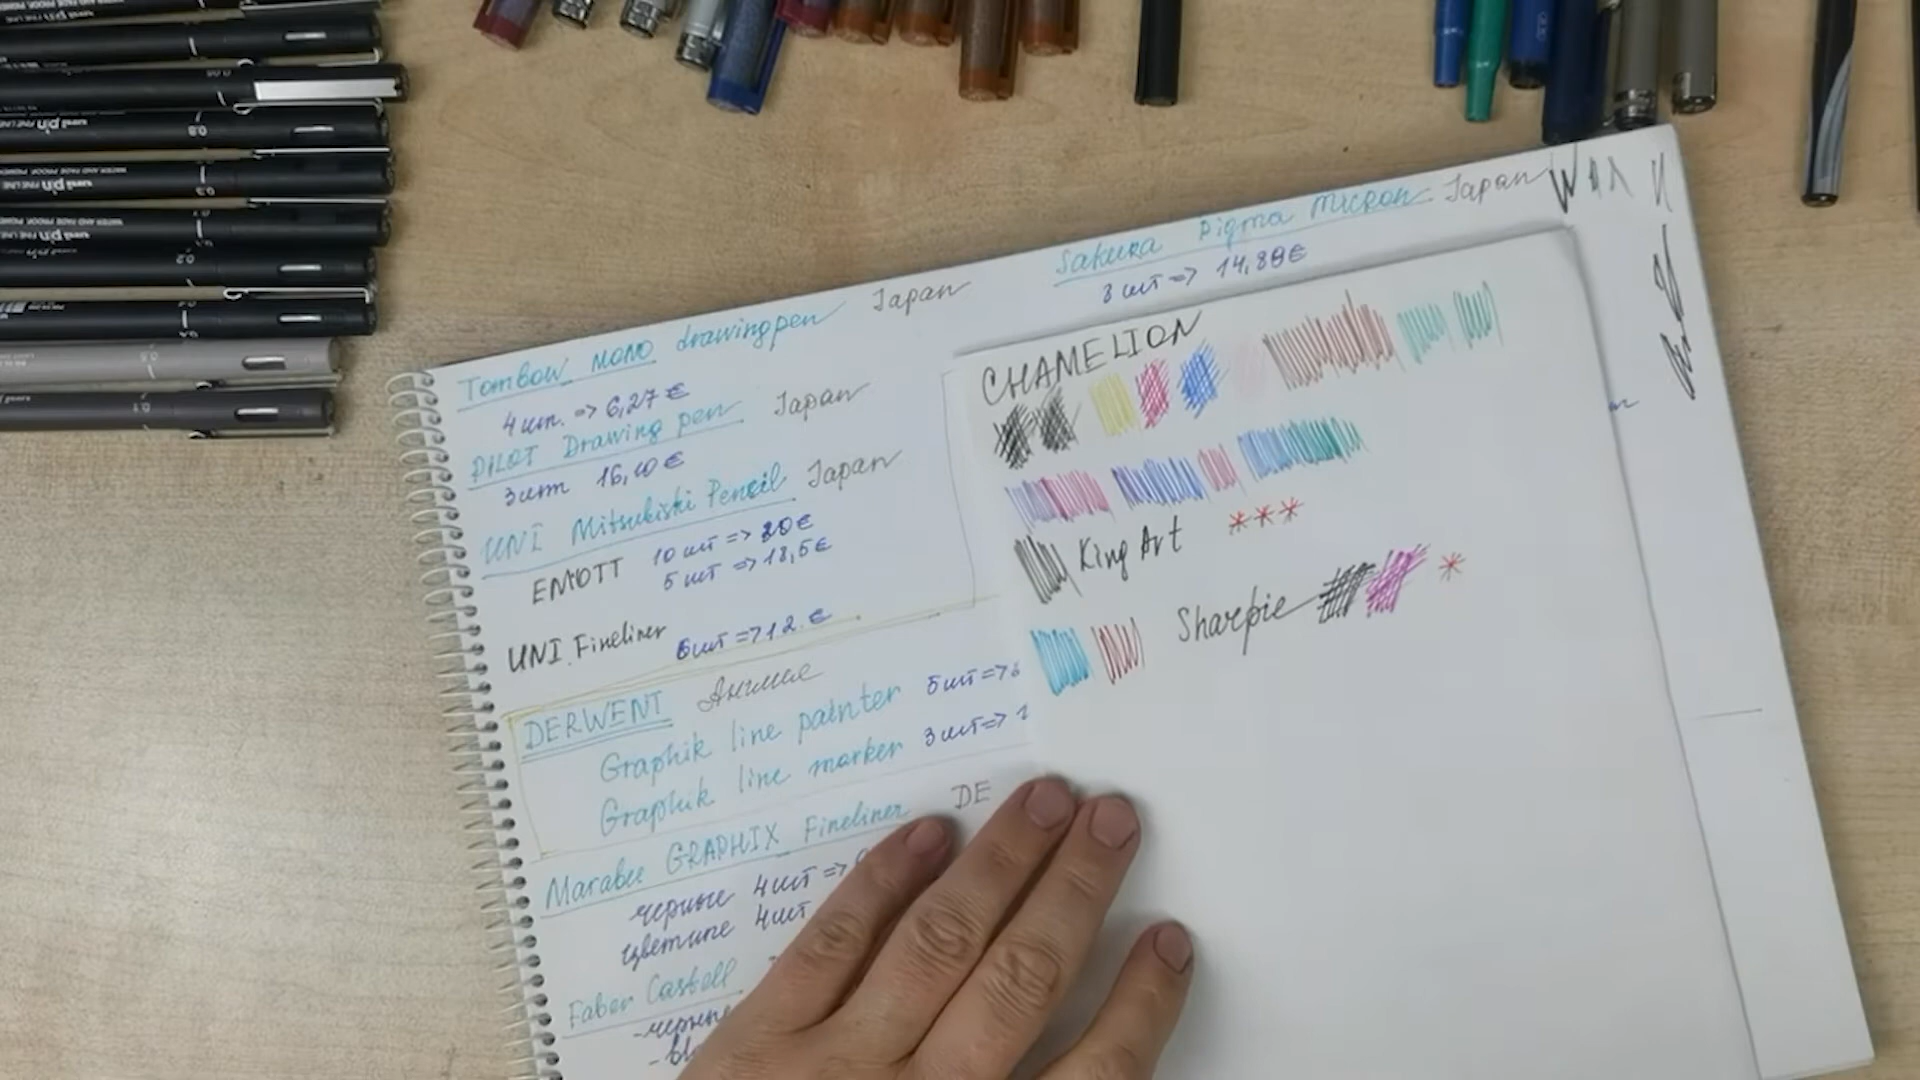 Tombow MONO drawingpen Japan
4шт. => 6,27 €
PILOT Drawing pen Japan
3шт 16,10 €
UNI Mitsubishi Pencil Japan
EMOTT 10 шт => 30 €
5 шт => 18,5 €
UNI Fineliner 6шт => 12. €
DERWENT Англия
Graphik line painter 5шт =>
Graphik line marker 3шт =>
Marabu GRAPHIX Fineliner DE
черные 4шт =>
цветные 4шт
Faber Castell
- черные
Sakura Pigma Micron Japan
3 шт => 14,88 €
CHAMELION
King Art ***
Sharpie *